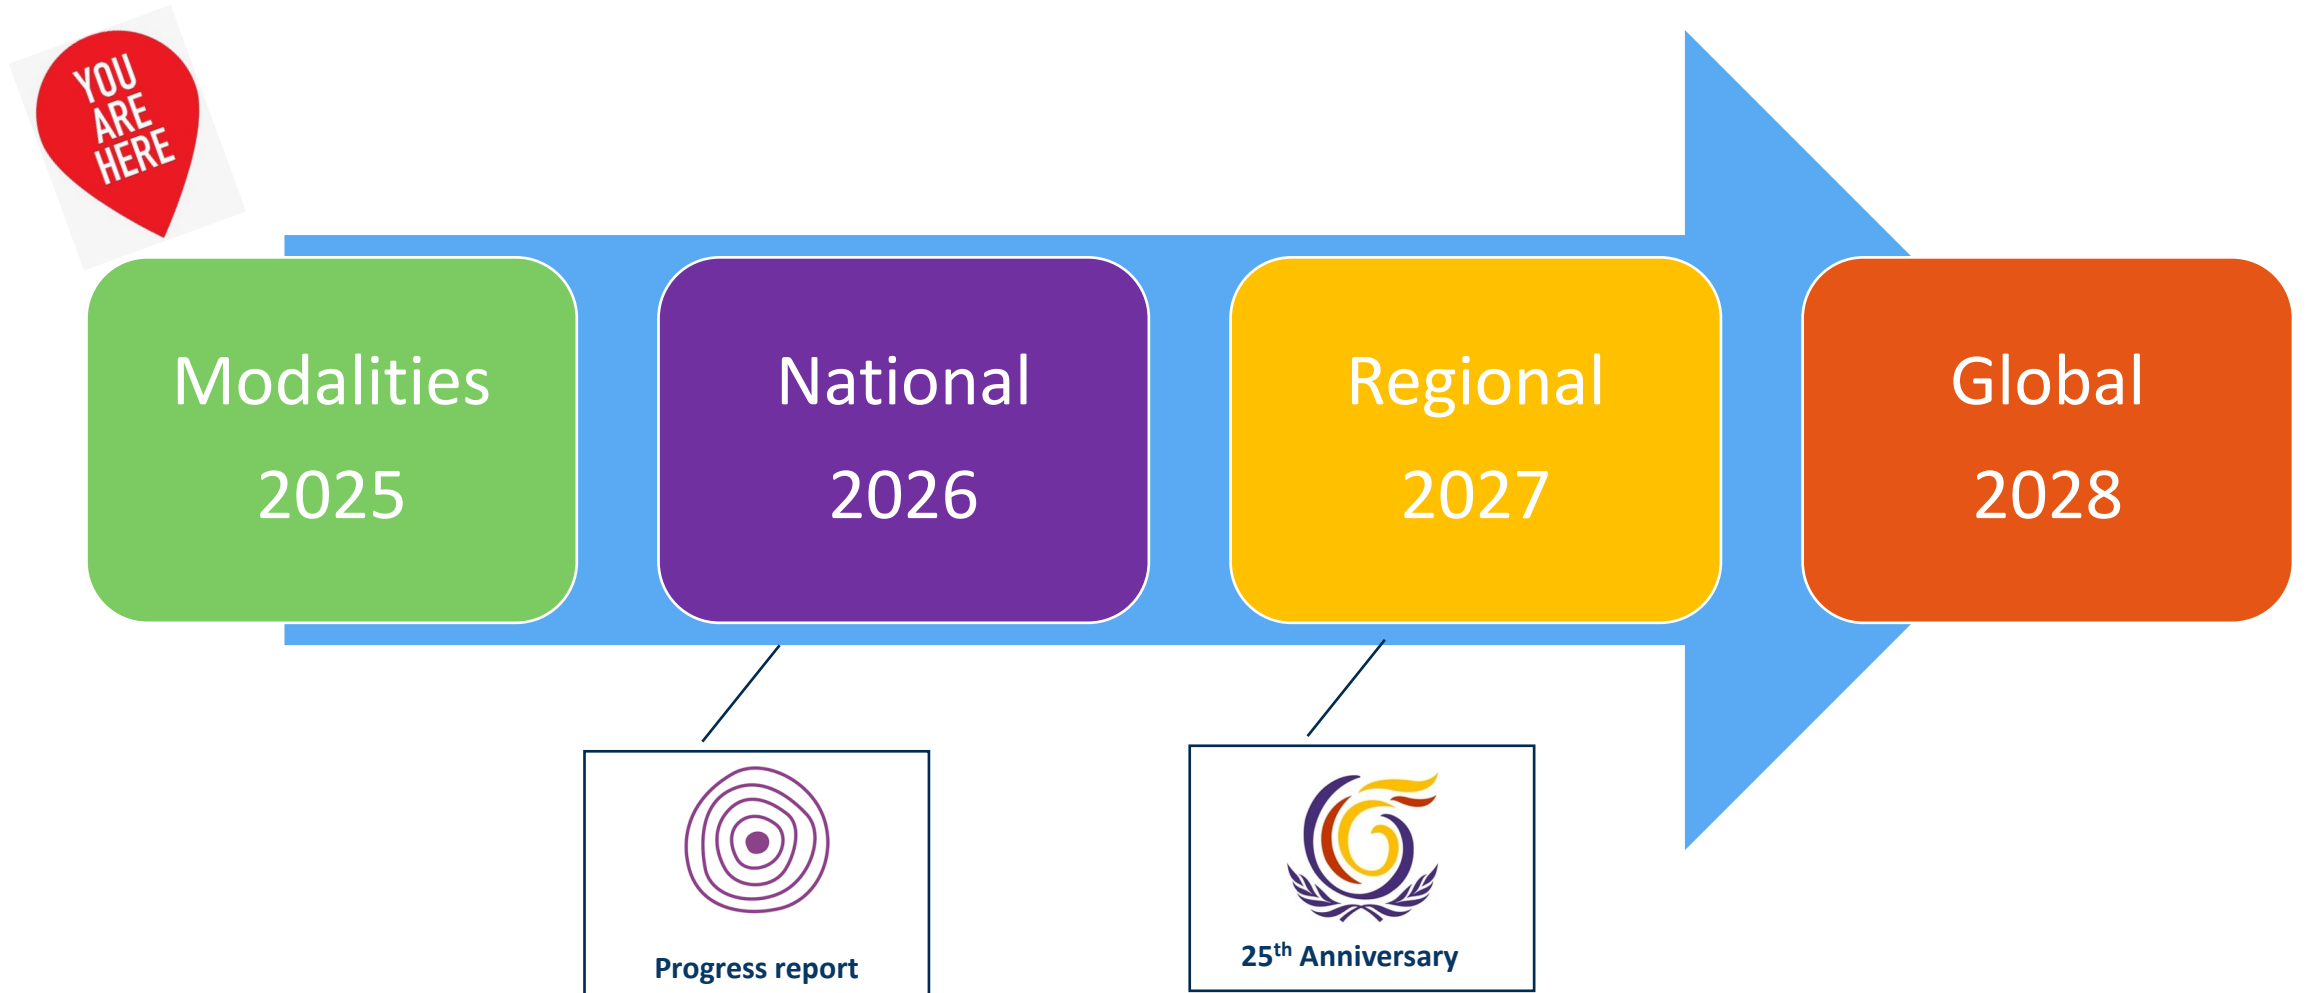 YOU
ARE
HERE
Modalities
2025
National
2026
Regional
2027
Global
2028
Progress report
25th Anniversary